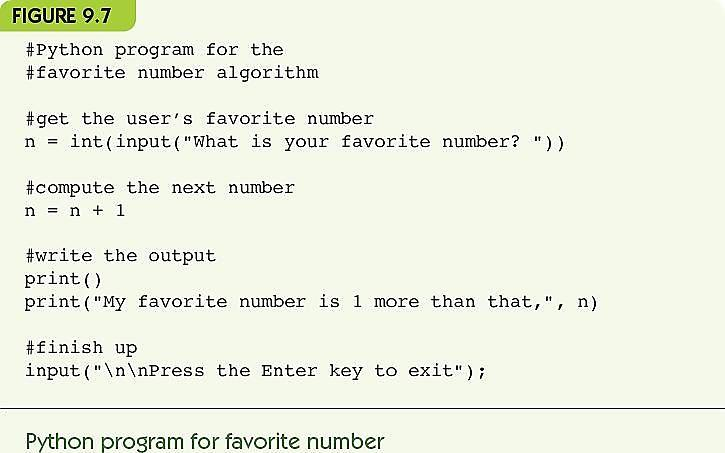 FIGURE 9.7
#Python program for the
#favorite number algorithm
#get the user's favorite number
n = int(input("What is your favorite number? "))
#compute the next number
n = n + 1
#write the output
print()
print("My favorite number is 1 more than that,", n)
#finish up
input("\n\nPress the Enter key to exit");
Python program for favorite number